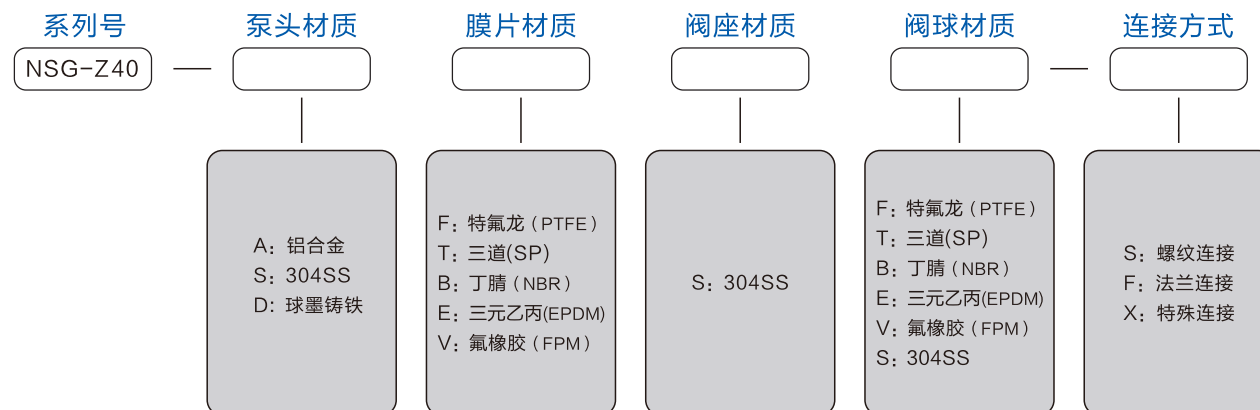 系列号
泵头材质
膜片材质
阀座材质
阀球材质
连接方式
NSG-Z40
A: 铝合金
S: 304SS
D: 球墨铸铁
F: 特氟龙 (PTFE)
T: 三道(SP)
B: 丁腈 (NBR)
E: 三元乙丙(EPDM)
V: 氟橡胶 (FPM)
S: 304SS
F: 特氟龙 (PTFE)
T: 三道(SP)
B: 丁腈 (NBR)
E: 三元乙丙(EPDM)
V: 氟橡胶 (FPM)
S: 304SS
S: 螺纹连接
F: 法兰连接
X: 特殊连接